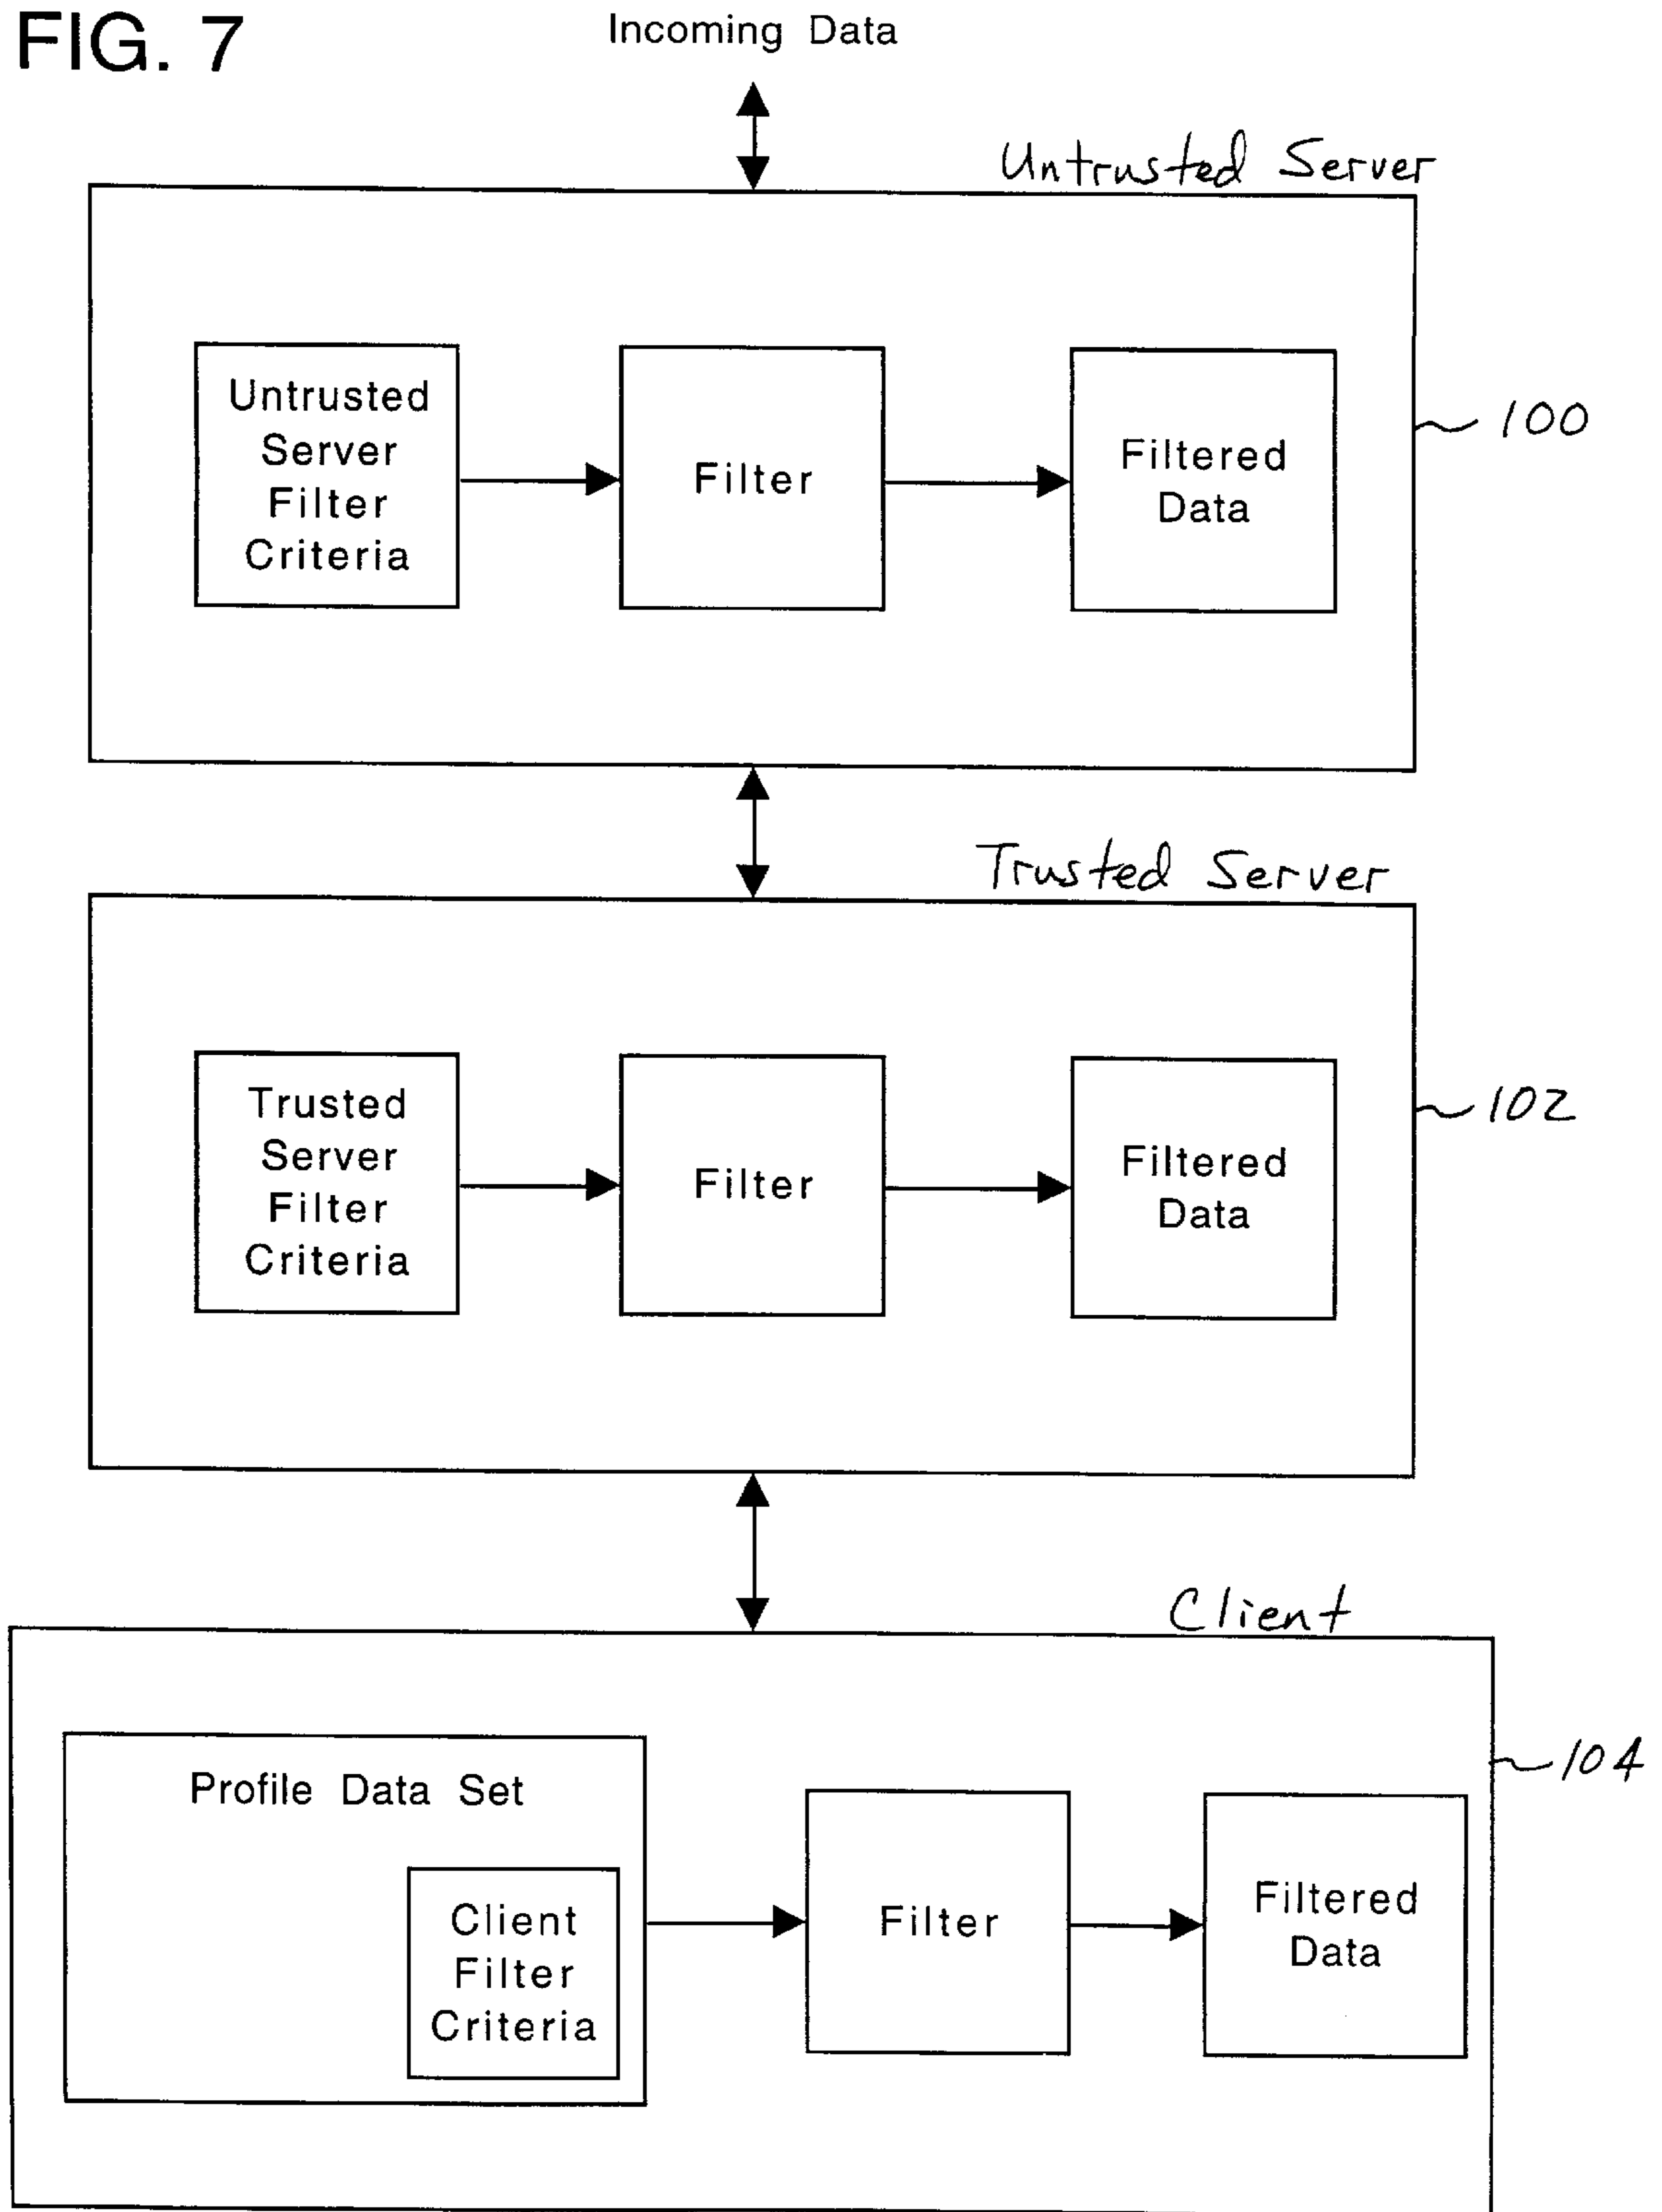 FIG. 7
Incoming Data
Untrusted Server
Untrusted
Server
Filter
Criteria
Filter
Filtered
Data
100
Trusted Server
Trusted
Server
Filter
Criteria
Filter
Filtered
Data
102
Client
Profile Data Set
Client
Filter
Criteria
Filter
Filtered
Data
104